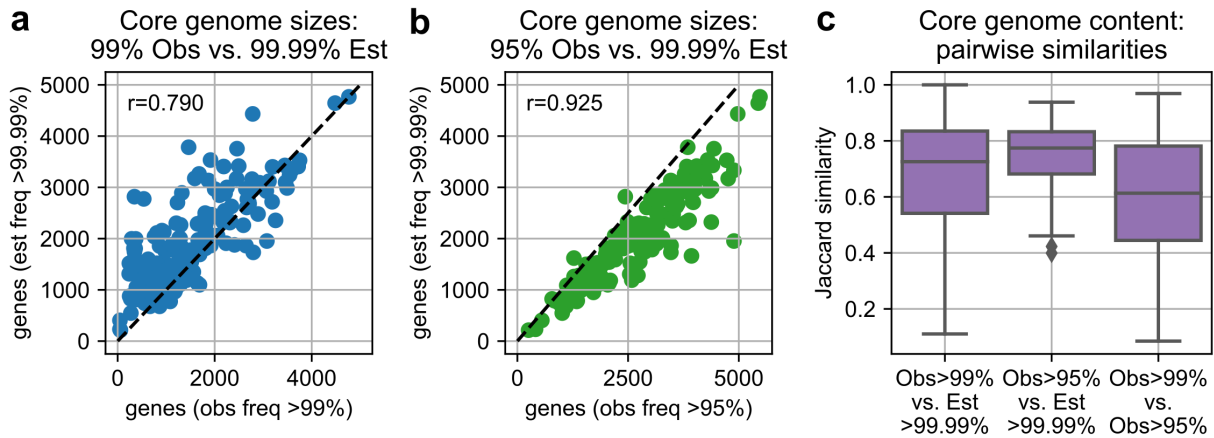 a
Core genome sizes:
99% Obs vs. 99.99% Est
genes (est freq >99.99%)
5000
4000
3000
2000
1000
0
r=0.790
0
2000
4000
genes (obs freq >99%)
b
Core genome sizes:
95% Obs vs. 99.99% Est
genes (est freq >99.99%)
5000
4000
3000
2000
1000
0
r=0.925
0
2500
5000
genes (obs freq >95%)
c
Core genome content:
pairwise similarities
Jaccard similarity
1.0
0.8
0.6
0.4
0.2
Obs>99%
vs. Est
>99.99%
Obs>95%
vs. Est
>99.99%
Obs>99%
vs.
Obs>95%